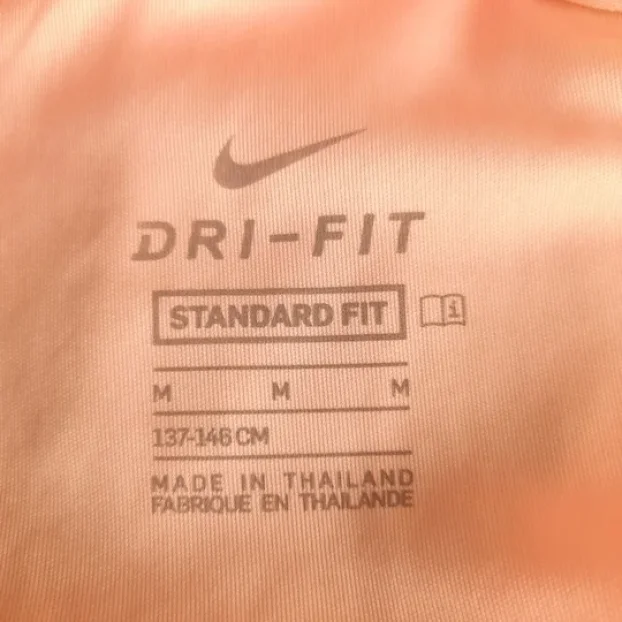 DRI-FIT
STANDARD FIT i
M M M
137-146 CM
MADE IN THAILAND
FABRIQUE EN THAILANDE